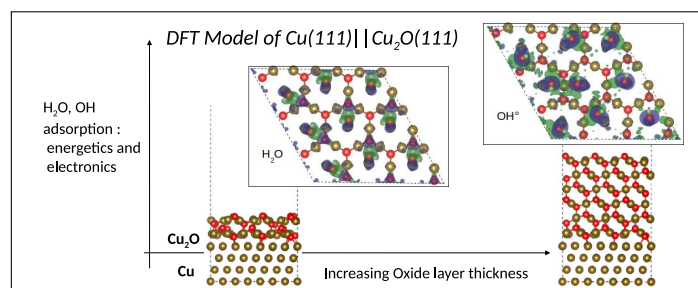 DFT Model of Cu(111)||Cu₂O(111)
H₂O, OH
adsorption :
energetics and
electronics
H₂O
OH°
Cu₂O
Cu
Increasing Oxide layer thickness